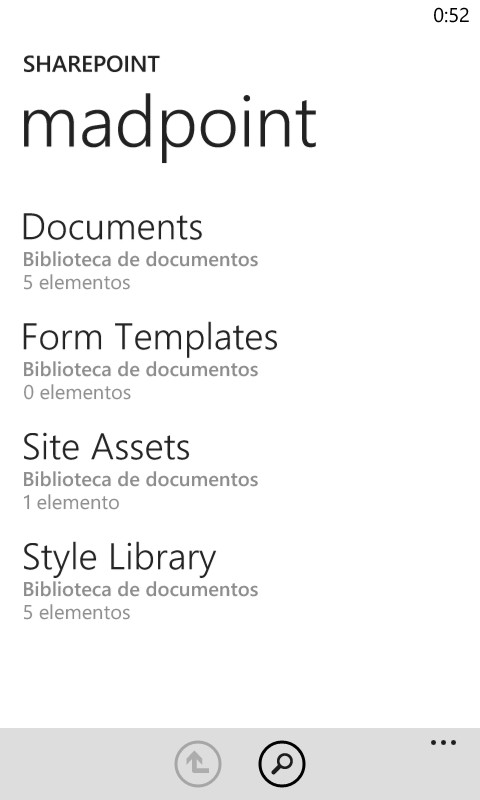 0:52
SHAREPOINT
madpoint
Documents
Biblioteca de documentos
5 elementos
Form Templates
Biblioteca de documentos
0 elementos
Site Assets
Biblioteca de documentos
1 elemento
Style Library
Biblioteca de documentos
5 elementos